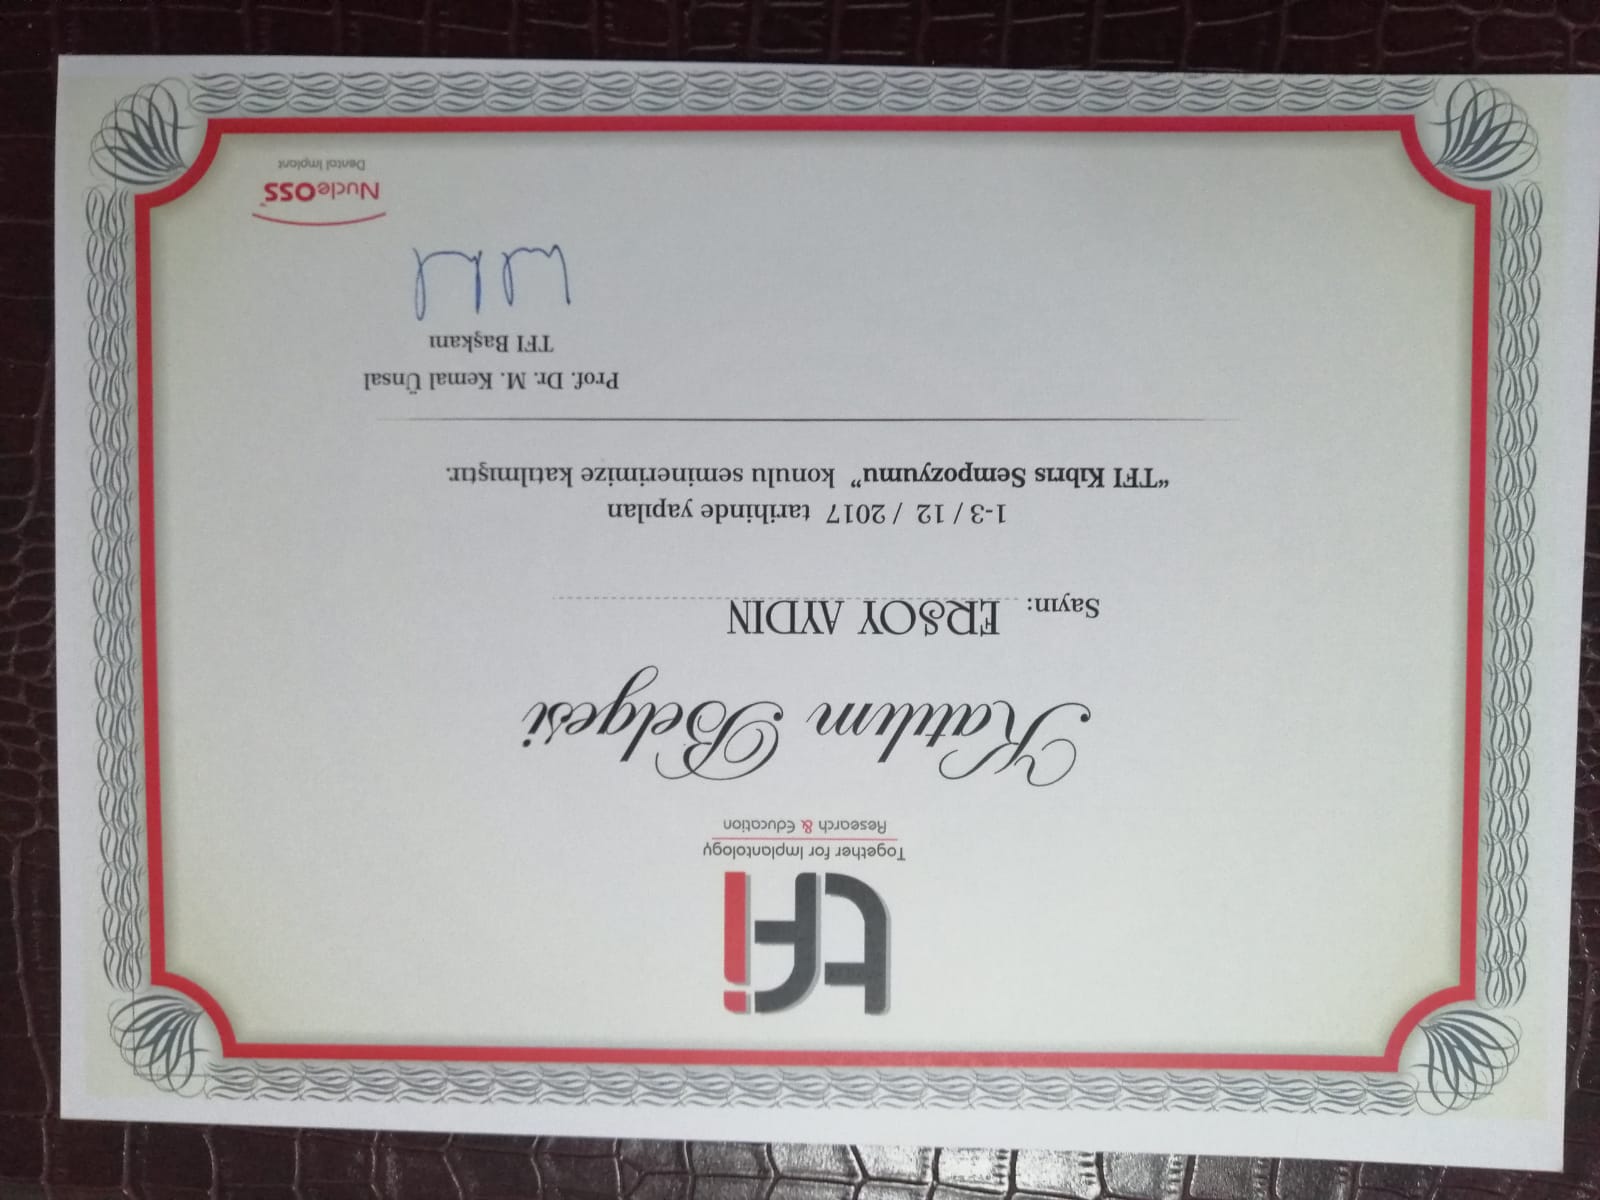 tfi
Together for Implantology
Research & Education
Katılım Belgesi
Sayın: ERSOY AYDIN
1-3 / 12 / 2017 tarihinde yapılan
“TFI Kıbrıs Sempozyumu” konulu seminerimize katılmıştır.
Prof. Dr. M. Kemal Ünsal
TFI Başkanı
NucleOSS™
Dental Implant